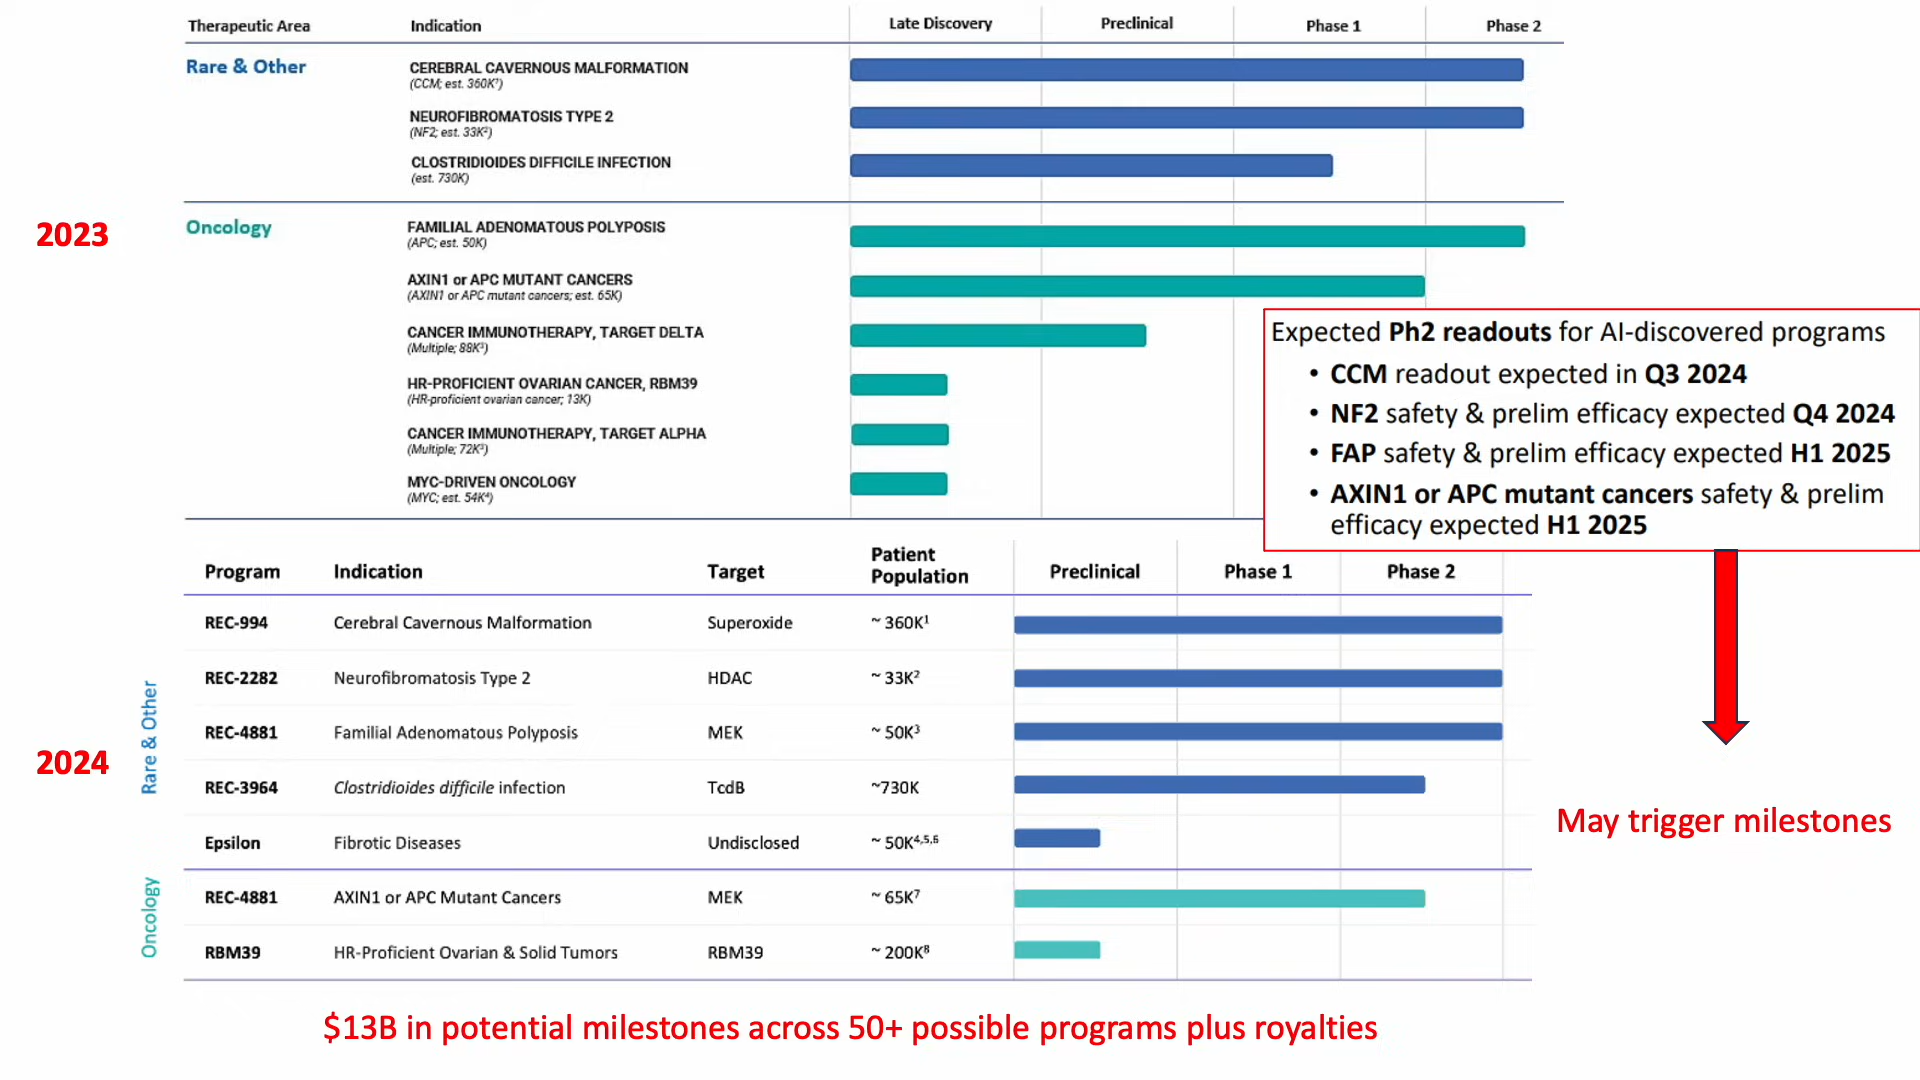 Therapeutic Area Indication Late Discovery Preclinical Phase 1 Phase 2
Rare & Other
CEREBRAL CAVERNOUS MALFORMATION
(CCM; est. 360K¹)
NEUROFIBROMATOSIS TYPE 2
(NF2; est. 33K²)
CLOSTRIDIOIDES DIFFICILE INFECTION
(est. 730K)
2023
Oncology
FAMILIAL ADENOMATOUS POLYPOSIS
(APC; est. 50K)
AXIN1 or APC MUTANT CANCERS
(AXIN1 or APC mutant cancers; est. 65K)
CANCER IMMUNOTHERAPY, TARGET DELTA
(Multiple; 88K³)
HR-PROFICIENT OVARIAN CANCER, RBM39
(HR-proficient ovarian cancer; 13K)
CANCER IMMUNOTHERAPY, TARGET ALPHA
(Multiple; 72K³)
MYC-DRIVEN ONCOLOGY
(MYC; est. 54K⁴)
Expected Ph2 readouts for AI-discovered programs
• CCM readout expected in Q3 2024
• NF2 safety & prelim efficacy expected Q4 2024
• FAP safety & prelim efficacy expected H1 2025
• AXIN1 or APC mutant cancers safety & prelim
efficacy expected H1 2025
Program Indication Target Patient Population Preclinical Phase 1 Phase 2
2024
Rare & Other
REC-994 Cerebral Cavernous Malformation Superoxide ~ 360K¹
REC-2282 Neurofibromatosis Type 2 HDAC ~ 33K²
REC-4881 Familial Adenomatous Polyposis MEK ~ 50K³
REC-3964 Clostridioides difficile infection TcdB ~730K
Epsilon Fibrotic Diseases Undisclosed ~ 50K⁴,⁵,⁶
Oncology
REC-4881 AXIN1 or APC Mutant Cancers MEK ~ 65K⁷
RBM39 HR-Proficient Ovarian & Solid Tumors RBM39 ~ 200K⁸
May trigger milestones
$13B in potential milestones across 50+ possible programs plus royalties